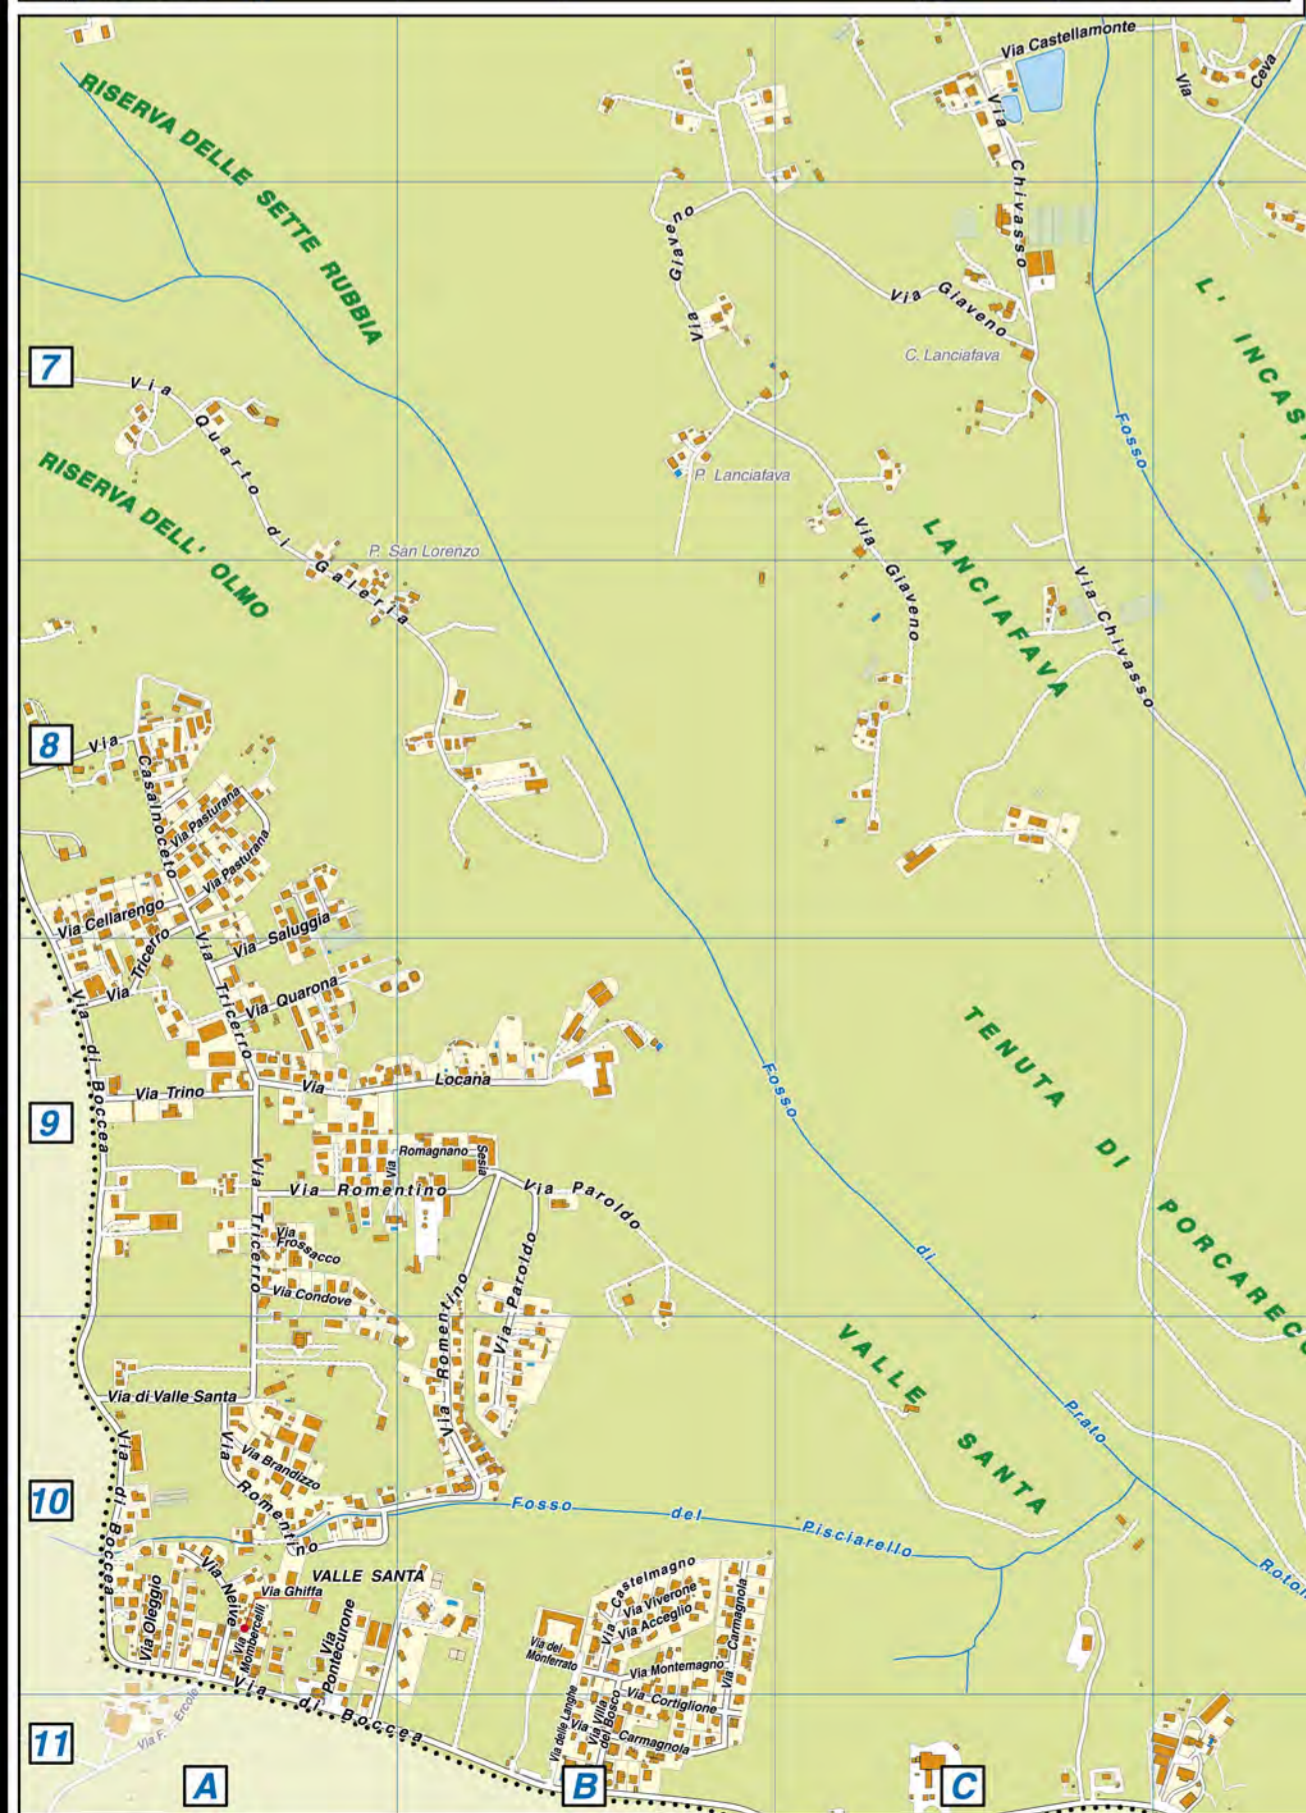 Via Castellamonte
Via
Ceva
RISERVA DELLE SETTE RUBBIA
Via Chivasso
Via Giaveno
Via Giaveno
L' INCAST
C. Lanciafava
7
Via Quarto di Galeria
Fosso
RISERVA DELL' OLMO
P. Lanciafava
P. San Lorenzo
Via Giaveno
LANCIAFAVA
Via Chivasso
8
Via
Casalnoceto
Via Pasturana
Via Pasturana
Via Cellarengo
Via Tricerro
Via Saluggia
Via Tricerro
Via Quarona
Via di Boccea
TENUTA DI PORCARECC
Via Trino
Via Locana
Fosso di Prato Roton
9
Via Romagnano Sesia
Via Romentino
Via Paroldo
Via Tricerro
Via
Frossacco
Via Condove
Via Paroldo
Via Romentino
VALLE SANTA
Via di Valle Santa
Via di Boccea
Via Brandizzo
Via Romentino
10
Fosso del Pisciarello
VALLE SANTA
Via Ghiffa
Via Neive
Via Oleggio
Via
Mombercelli
Via
Pontecurone
Via Castelmagno
Via Viverone
Via Acceglio
Via Carmagnola
Via del
Monferrato
Via Montemagno
Via Cortiglione
Via delle Langhe
Via Villa
del Bosco
Via Carmagnola
Via di Boccea
Via F. Ercole
11
A
B
C